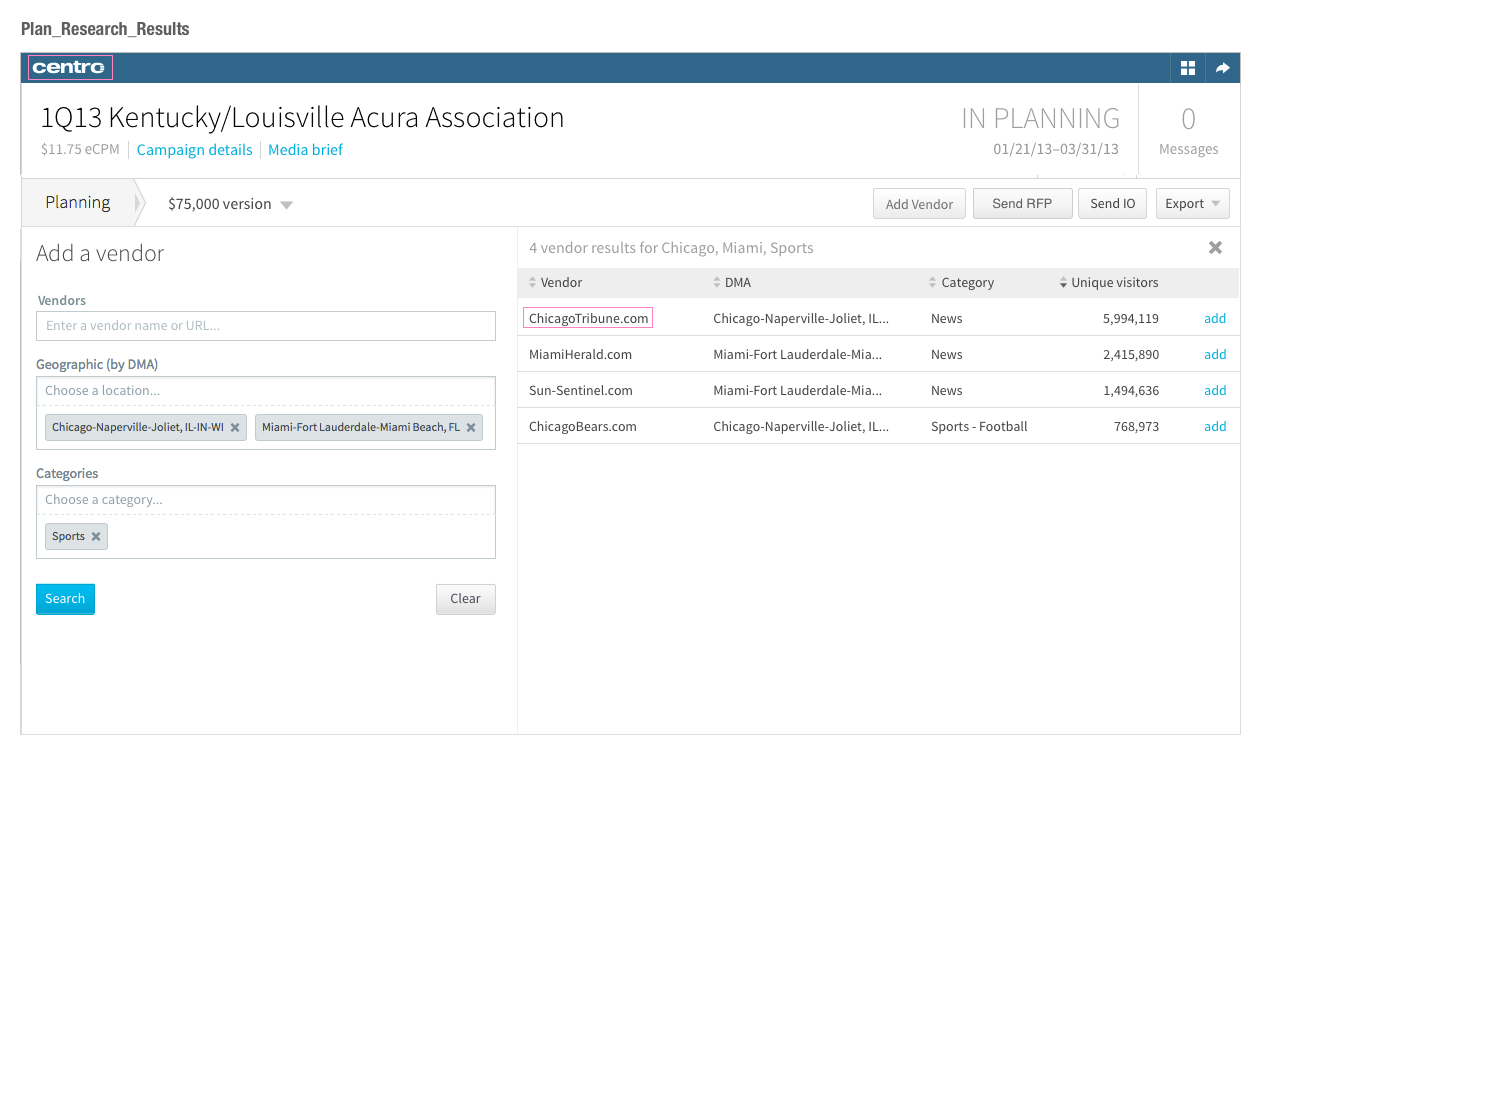 Plan_Research_Results
centro
1Q13 Kentucky/Louisville Acura Association
IN PLANNING
0
$11.75 eCPM
Campaign details
Media brief
01/21/13–03/31/13
Messages
Planning
$75,000 version
Add Vendor
Send RFP
Send IO
Export
Add a vendor
Vendors
Enter a vendor name or URL...
Geographic (by DMA)
Choose a location...
Chicago-Naperville-Joliet, IL-IN-WI
Miami-Fort Lauderdale-Miami Beach, FL
Categories
Choose a category...
Sports
Search
Clear
4 vendor results for Chicago, Miami, Sports
Vendor DMA Category Unique visitors
ChicagoTribune.com Chicago-Naperville-Joliet, IL... News 5,994,119 add
MiamiHerald.com Miami-Fort Lauderdale-Mia... News 2,415,890 add
Sun-Sentinel.com Miami-Fort Lauderdale-Mia... News 1,494,636 add
ChicagoBears.com Chicago-Naperville-Joliet, IL... Sports - Football 768,973 add